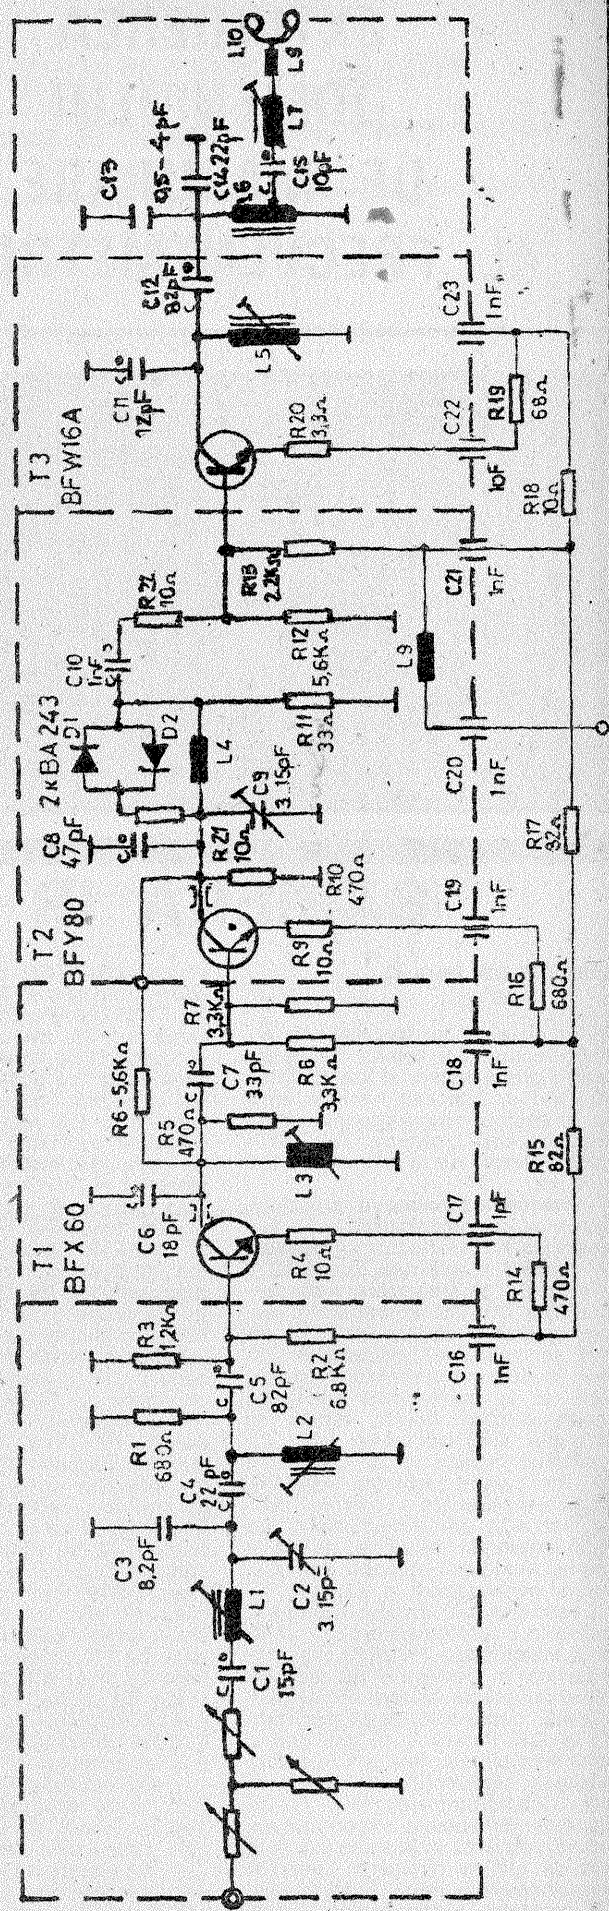 T1
BFX 60
T2
BFY80
T3
BFW16A
C1
15pF
L1
C2
3.15pF
C3
8,2pF
C4
22pF
L2
R1
680Ω
C5
82pF
R3
1,2KΩ
R2
6.8KΩ
C16
1nF
R4
10Ω
C6
18pF
L3
R5
470Ω
R6-5,6KΩ
C7
33pF
R7
3,3KΩ
R6
3,3KΩ
C17
1pF
R14
470Ω
R15
82Ω
C18
1nF
R9
10Ω
R16
680Ω
C19
1nF
R10
470Ω
C8
47pF
R21
10Ω
C9
3..15pF
2xBA243
D1
D2
L4
R11
33Ω
C10
1nF
R22
10Ω
R12
5,6KΩ
R13
2.2KΩ
L9
C20
1nF
R17
32Ω
C21
1nF
R18
10Ω
C11
12pF
R20
3,3Ω
C22
1nF
R19
68Ω
C23
1nF
L5
C12
82pF
C13
0,5-4pF
C14 22pF
L6
C15
10pF
L7
L8
L10